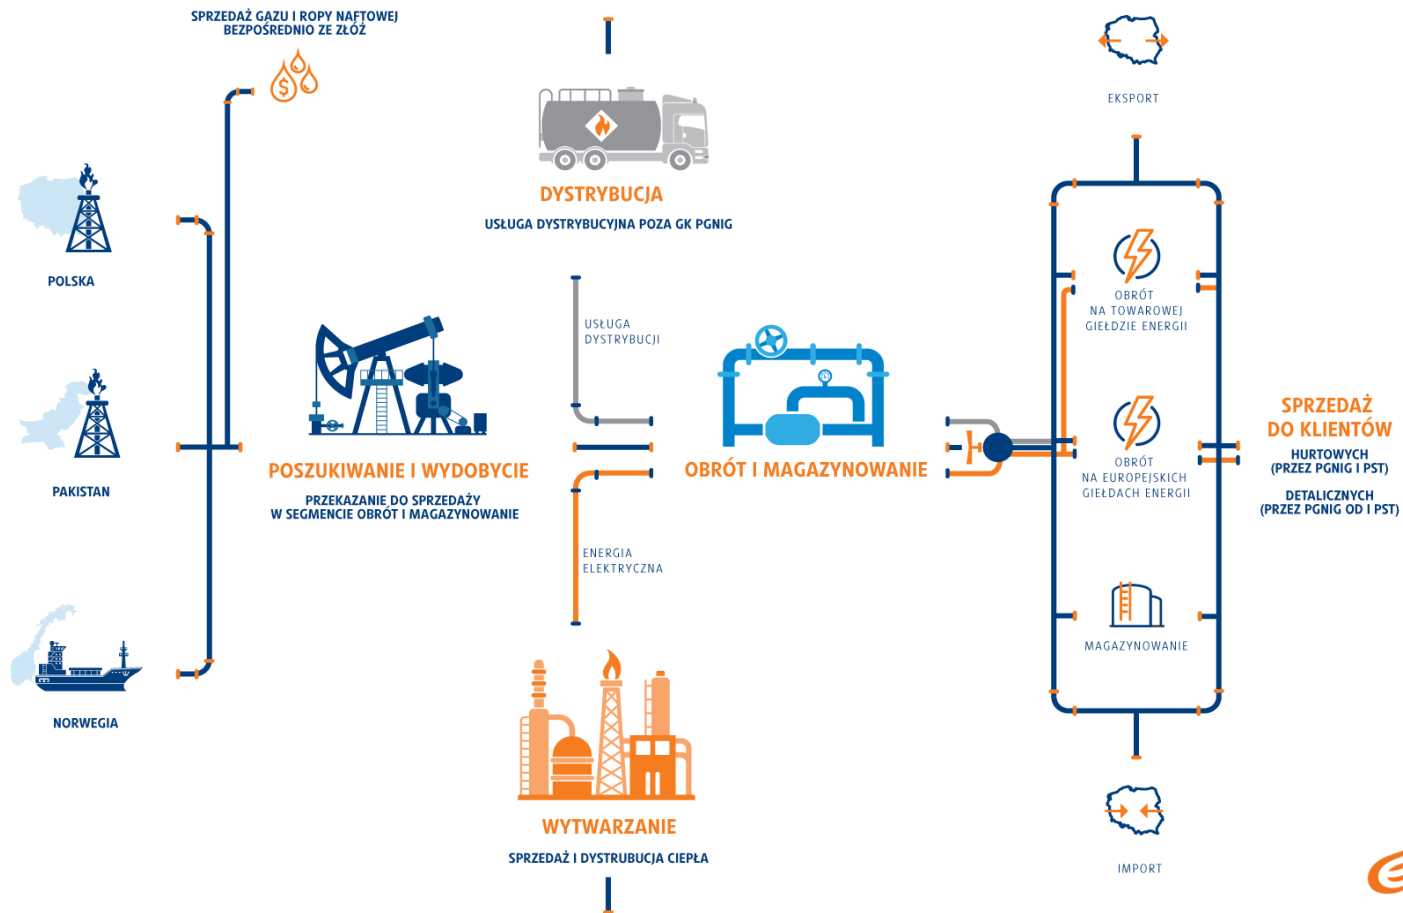 SPRZEDAŻ GAZU I ROPY NAFTOWEJ
BEZPOŚREDNIO ZE ZŁÓŻ
$
POLSKA
PAKISTAN
NORWEGIA
POSZUKIWANIE I WYDOBYCIE
PRZEKAZANIE DO SPRZEDAŻY
W SEGMENCIE OBRÓT I MAGAZYNOWANIE
DYSTRYBUCJA
USŁUGA DYSTRYBUCYJNA POZA GK PGNIG
USŁUGA
DYSTRYBUCJI
ENERGIA
ELEKTRYCZNA
WYTWARZANIE
SPRZEDAŻ I DYSTRUBUCJA CIEPŁA
OBRÓT I MAGAZYNOWANIE
EKSPORT
OBRÓT
NA TOWAROWEJ
GIEŁDZIE ENERGII
OBRÓT
NA EUROPEJSKICH
GIEŁDACH ENERGII
MAGAZYNOWANIE
IMPORT
SPRZEDAŻ
DO KLIENTÓW
HURTOWYCH
(PRZEZ PGNIG I PST)
DETALICZNYCH
(PRZEZ PGNIG OD I PST)